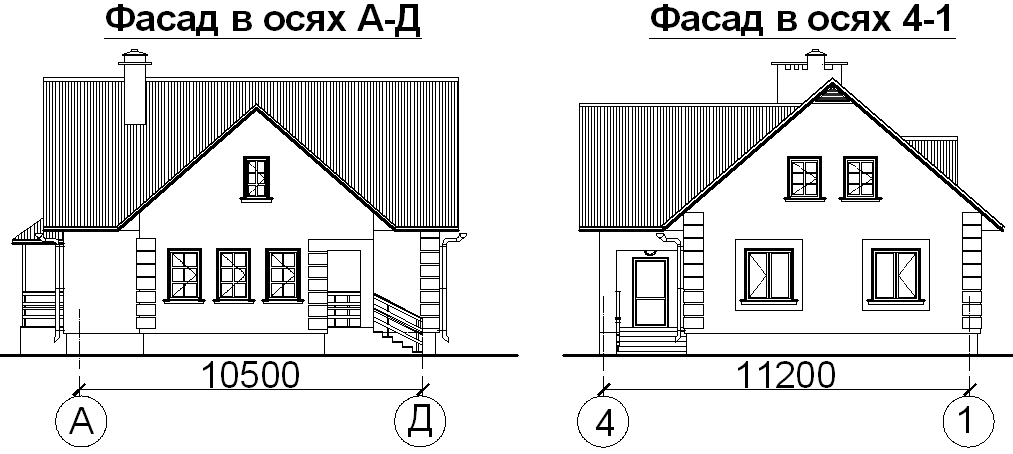 Фасад в осях А-Д
Фасад в осях 4-1
10500
11200
А
Д
4
1